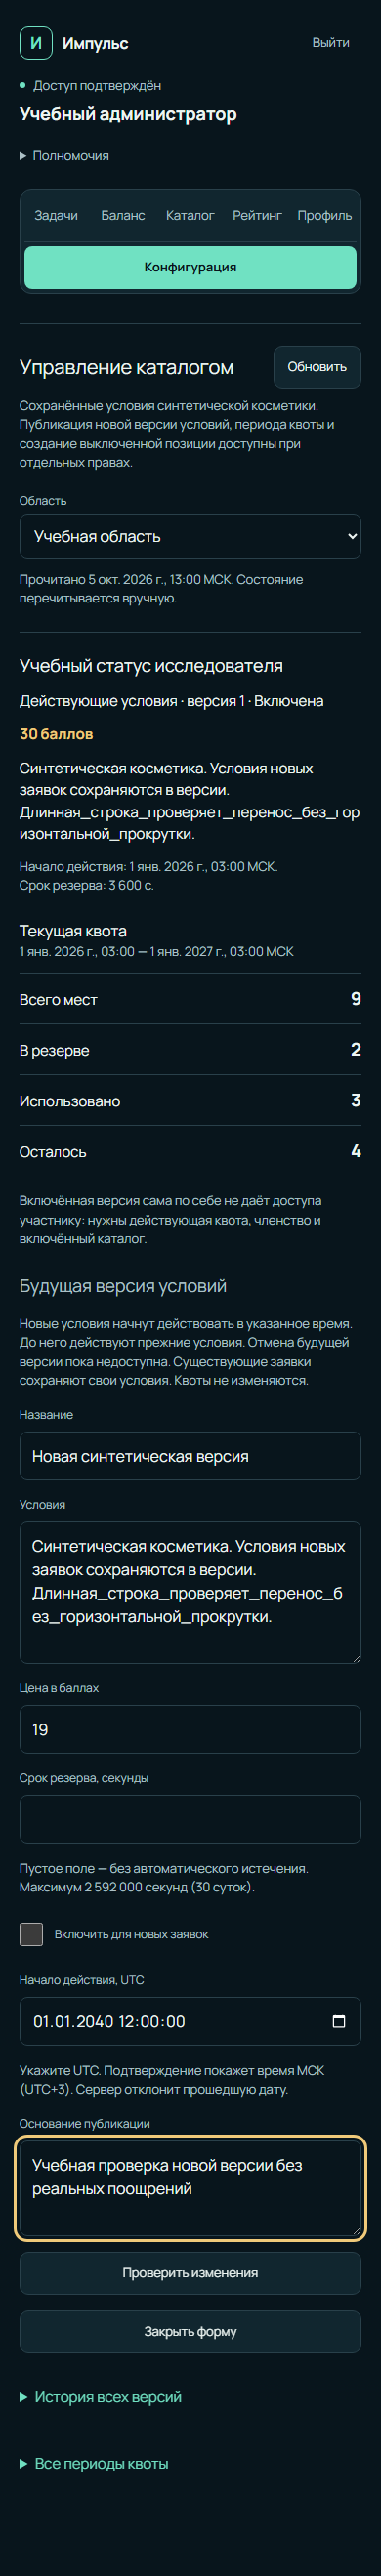 И Импульс Выйти
Доступ подтверждён
Учебный администратор
Полномочия
Задачи Баланс Каталог Рейтинг Профиль
Конфигурация
Управление каталогом Обновить
Сохранённые условия синтетической косметики.
Публикация новой версии условий, периода квоты и
создание выключенной позиции доступны при
отдельных правах.
Область
Учебная область
Прочитано 5 окт. 2026 г., 13:00 МСК. Состояние
перечитывается вручную.
Учебный статус исследователя
Действующие условия · версия 1 · Включена
30 баллов
Синтетическая косметика. Условия новых
заявок сохраняются в версии.
Длинная_строка_проверяет_перенос_без_гор
изонтальной_прокрутки.
Начало действия: 1 янв. 2026 г., 03:00 МСК.
Срок резерва: 3 600 с.
Текущая квота
1 янв. 2026 г., 03:00 — 1 янв. 2027 г., 03:00 МСК
Всего мест 9
В резерве 2
Использовано 3
Осталось 4
Включённая версия сама по себе не даёт доступа
участнику: нужны действующая квота, членство и
включённый каталог.
Будущая версия условий
Новые условия начнут действовать в указанное время.
До него действуют прежние условия. Отмена будущей
версии пока недоступна. Существующие заявки
сохраняют свои условия. Квоты не изменяются.
Название
Новая синтетическая версия
Условия
Синтетическая косметика. Условия новых
заявок сохраняются в версии.
Длинная_строка_проверяет_перенос_б
ез_горизонтальной_прокрутки.
Цена в баллах
19
Срок резерва, секунды
Пустое поле — без автоматического истечения.
Максимум 2 592 000 секунд (30 суток).
Включить для новых заявок
Начало действия, UTC
01.01.2040 12:00:00
Укажите UTC. Подтверждение покажет время МСК
(UTC+3). Сервер отклонит прошедшую дату.
Основание публикации
Учебная проверка новой версии без
реальных поощрений
Проверить изменения
Закрыть форму
История всех версий
Все периоды квоты